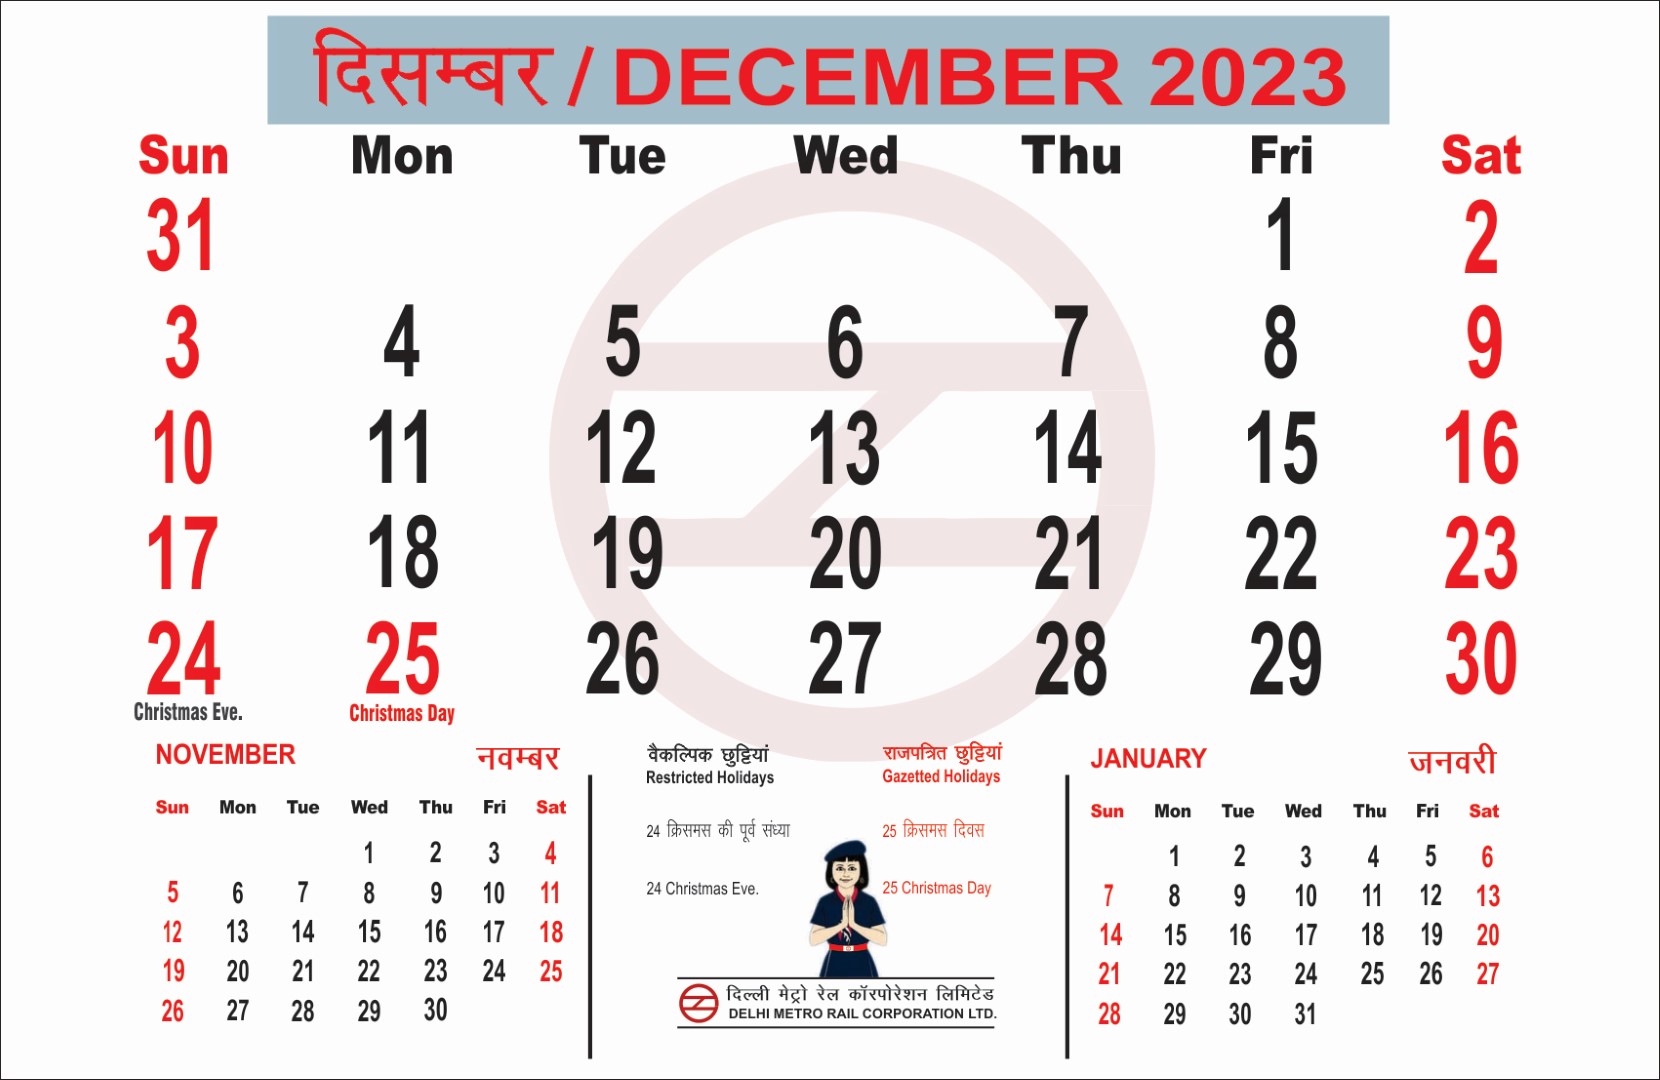 दिसम्बर / DECEMBER 2023
Sun Mon Tue Wed Thu Fri Sat
31 1 2
3 4 5 6 7 8 9
10 11 12 13 14 15 16
17 18 19 20 21 22 23
24 25 26 27 28 29 30
Christmas Eve. Christmas Day
NOVEMBER नवम्बर
Sun Mon Tue Wed Thu Fri Sat
1 2 3 4
5 6 7 8 9 10 11
12 13 14 15 16 17 18
19 20 21 22 23 24 25
26 27 28 29 30
वैकल्पिक छुट्टियां
Restricted Holidays
24 क्रिसमस की पूर्व संध्या
24 Christmas Eve.
राजपत्रित छुट्टियां
Gazetted Holidays
25 क्रिसमस दिवस
25 Christmas Day
दिल्ली मेट्रो रेल कॉरपोरेशन लिमिटेड
DELHI METRO RAIL CORPORATION LTD.
JANUARY जनवरी
Sun Mon Tue Wed Thu Fri Sat
1 2 3 4 5 6
7 8 9 10 11 12 13
14 15 16 17 18 19 20
21 22 23 24 25 26 27
28 29 30 31